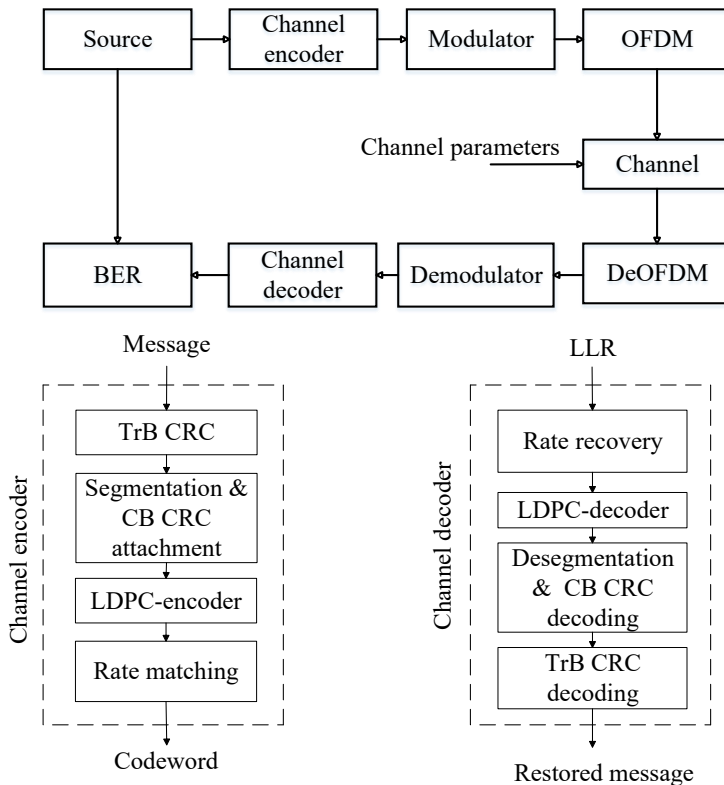 Source
Channel
encoder
Modulator
OFDM
Channel parameters
Channel
BER
Channel
decoder
Demodulator
DeOFDM
Message
TrB CRC
Segmentation &
CB CRC
attachment
LDPC-encoder
Rate matching
Channel encoder
Codeword
LLR
Rate recovery
LDPC-decoder
Desegmentation
& CB CRC
decoding
TrB CRC
decoding
Channel decoder
Restored message